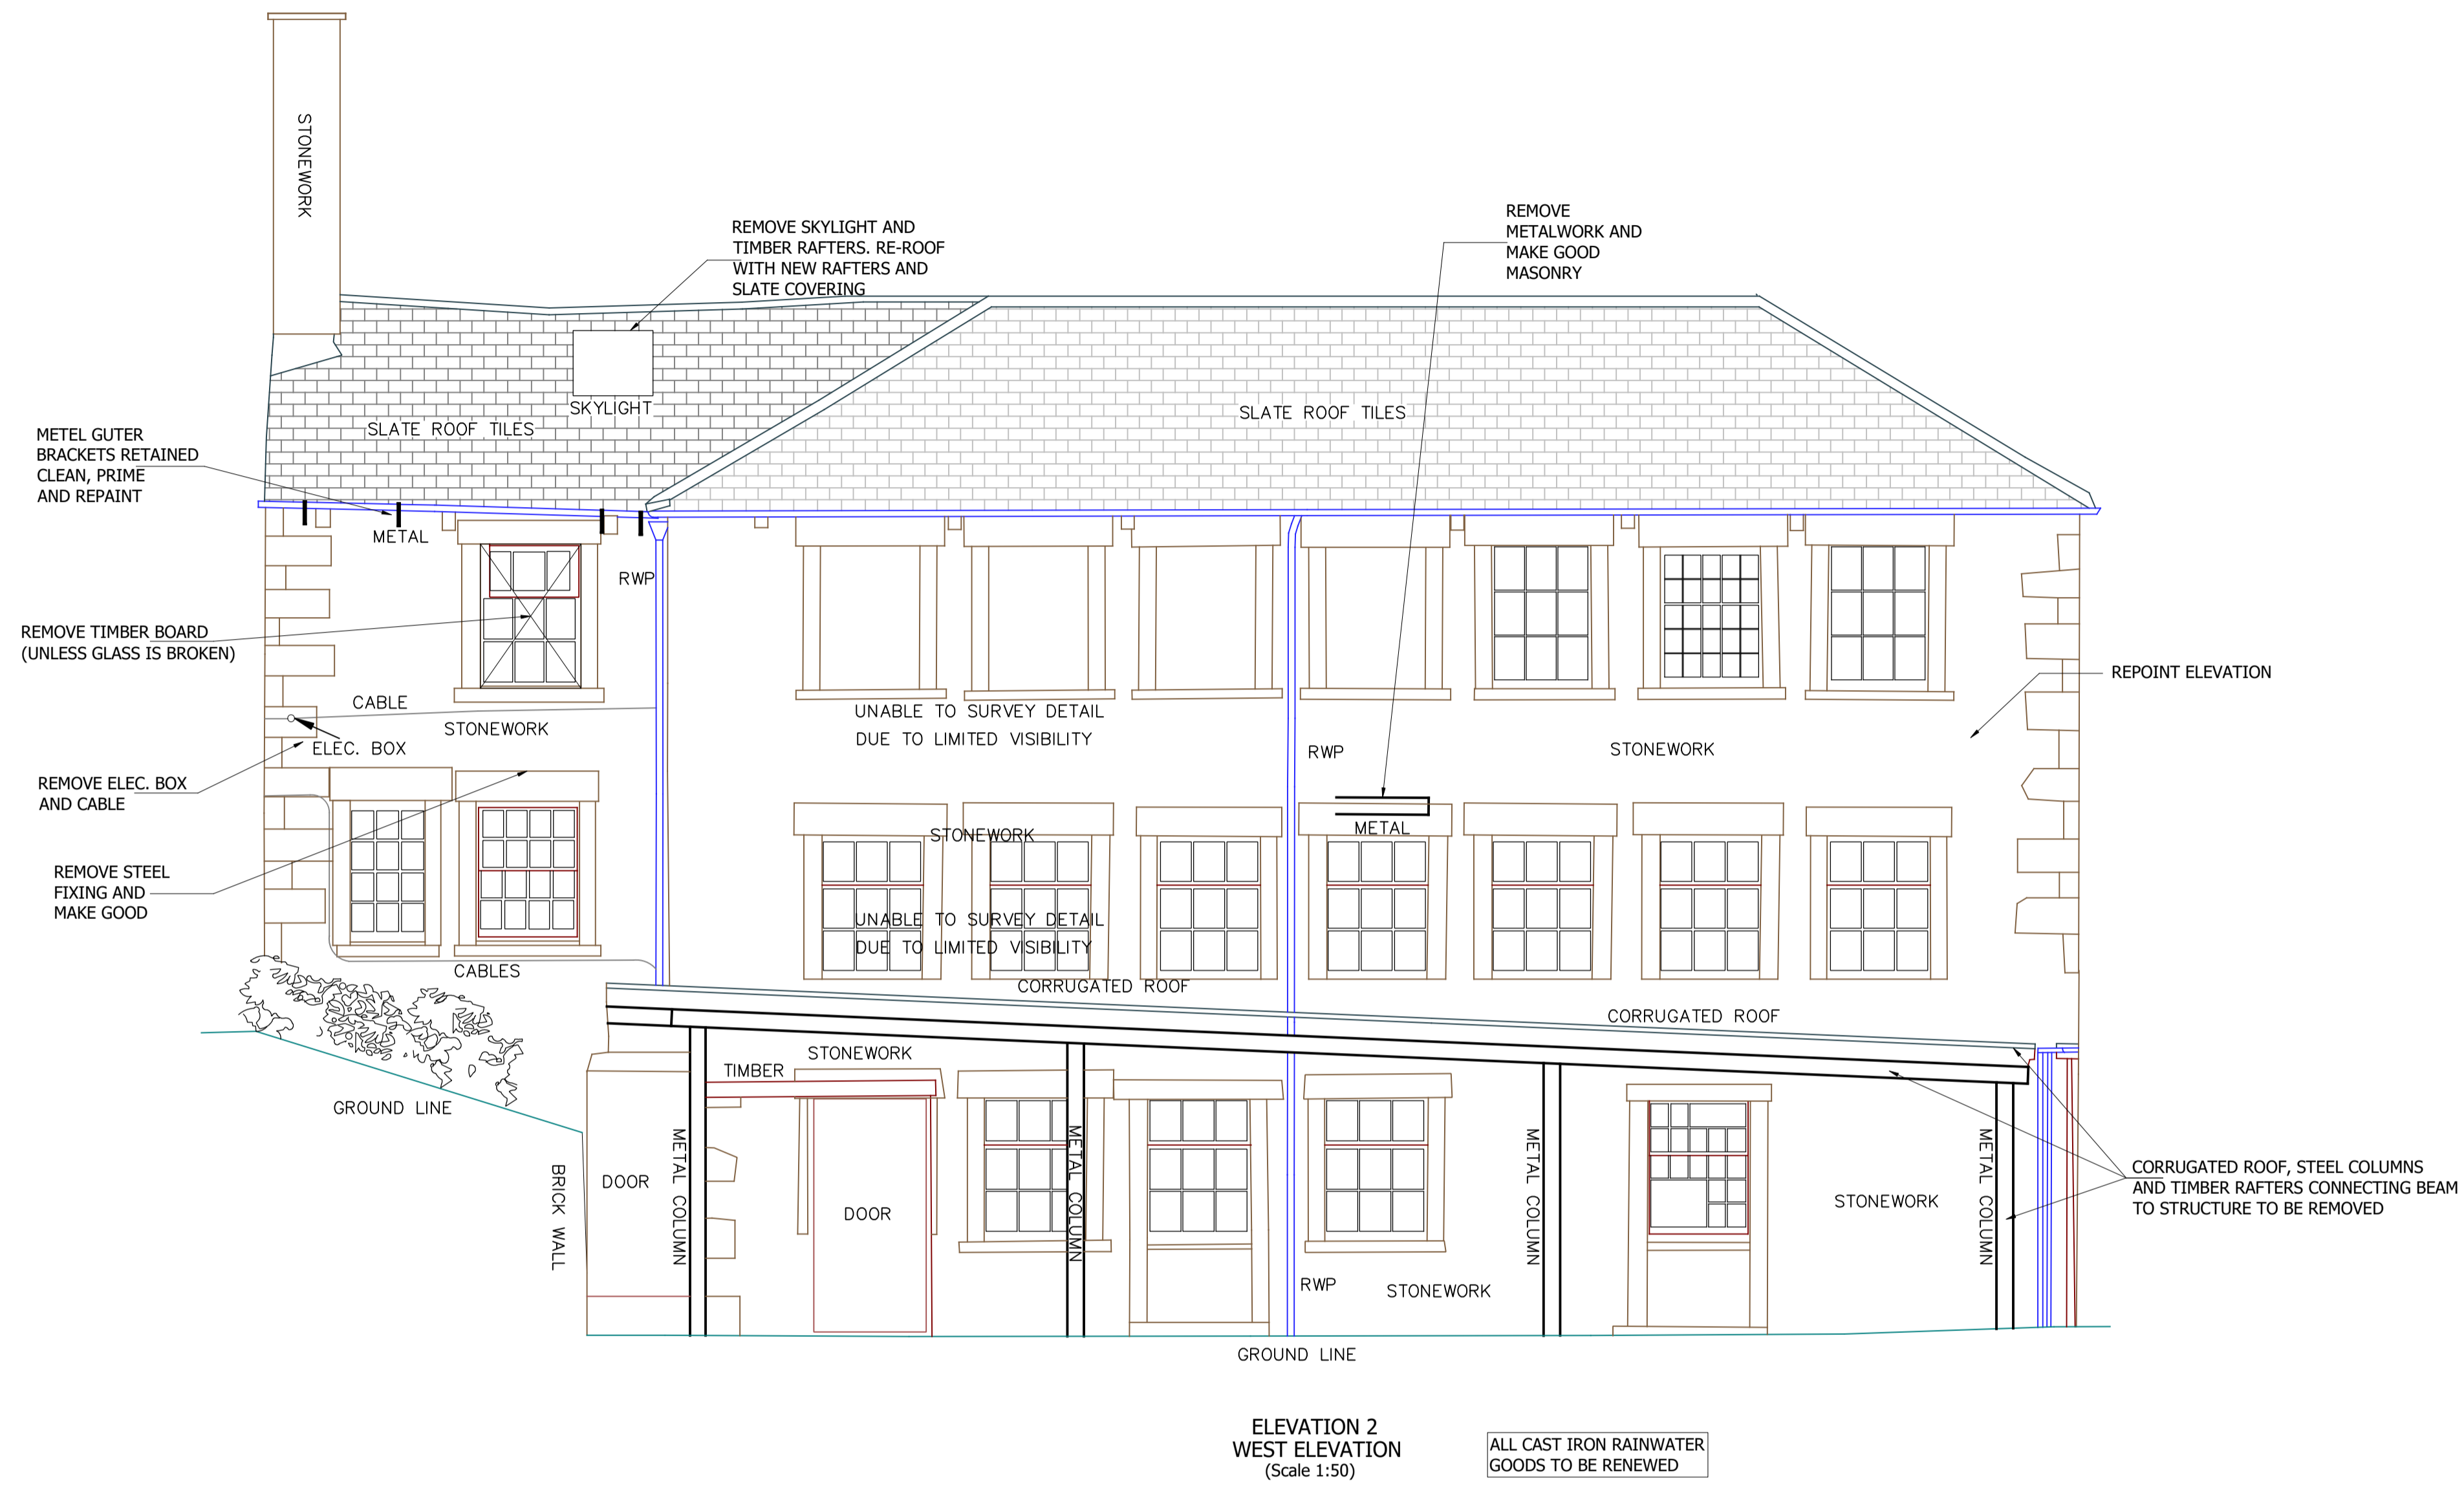 STONEWORK
REMOVE SKYLIGHT AND
TIMBER RAFTERS. RE-ROOF
WITH NEW RAFTERS AND
SLATE COVERING
REMOVE
METALWORK AND
MAKE GOOD
MASONRY
SKYLIGHT
SLATE ROOF TILES
SLATE ROOF TILES
METEL GUTER
BRACKETS RETAINED
CLEAN, PRIME
AND REPAINT
METAL
RWP
REMOVE TIMBER BOARD
(UNLESS GLASS IS BROKEN)
REPOINT ELEVATION
CABLE
STONEWORK
ELEC. BOX
UNABLE TO SURVEY DETAIL
DUE TO LIMITED VISIBILITY
RWP
STONEWORK
REMOVE ELEC. BOX
AND CABLE
METAL
STONEWORK
REMOVE STEEL
FIXING AND
MAKE GOOD
UNABLE TO SURVEY DETAIL
DUE TO LIMITED VISIBILITY
CABLES
CORRUGATED ROOF
CORRUGATED ROOF
STONEWORK
TIMBER
GROUND LINE
BRICK WALL
DOOR
METAL COLUMN
DOOR
METAL COLUMN
METAL COLUMN
STONEWORK
METAL COLUMN
CORRUGATED ROOF, STEEL COLUMNS
AND TIMBER RAFTERS CONNECTING BEAM
TO STRUCTURE TO BE REMOVED
RWP
STONEWORK
GROUND LINE
ELEVATION 2
WEST ELEVATION
(Scale 1:50)
ALL CAST IRON RAINWATER
GOODS TO BE RENEWED